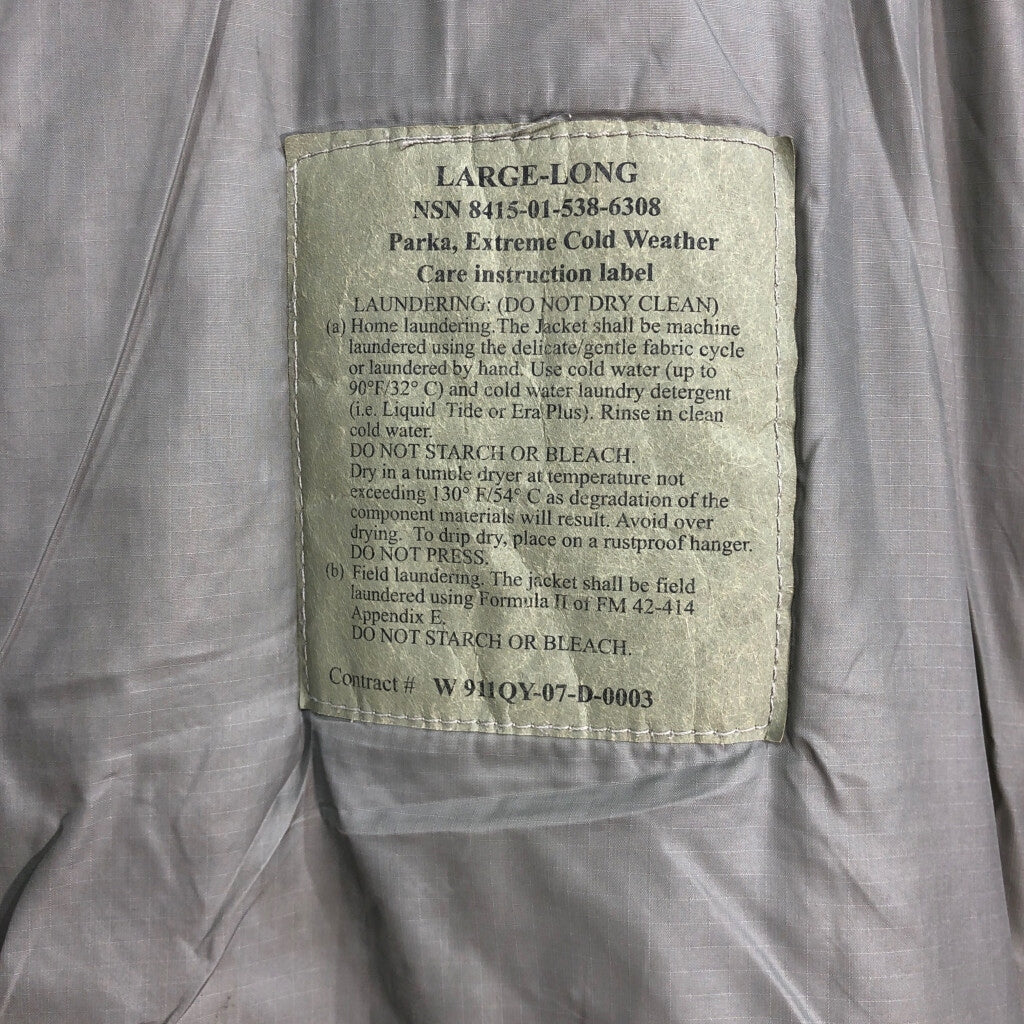 LARGE-LONG
NSN 8415-01-538-6308
Parka, Extreme Cold Weather
Care instruction label
LAUNDERING: (DO NOT DRY CLEAN)
(a) Home laundering. The Jacket shall be machine
laundered using the delicate/gentle fabric cycle
or laundered by hand. Use cold water (up to
90°F/32° C) and cold water laundry detergent
(i.e. Liquid Tide or Era Plus). Rinse in clean
cold water.
DO NOT STARCH OR BLEACH.
Dry in a tumble dryer at temperature not
exceeding 130° F/54° C as degradation of the
component materials will result. Avoid over
drying. To drip dry, place on a rustproof hanger.
DO NOT PRESS.
(b) Field laundering. The jacket shall be field
laundered using Formula II of FM 42-414
Appendix E.
DO NOT STARCH OR BLEACH.
Contract # W 911QY-07-D-0003